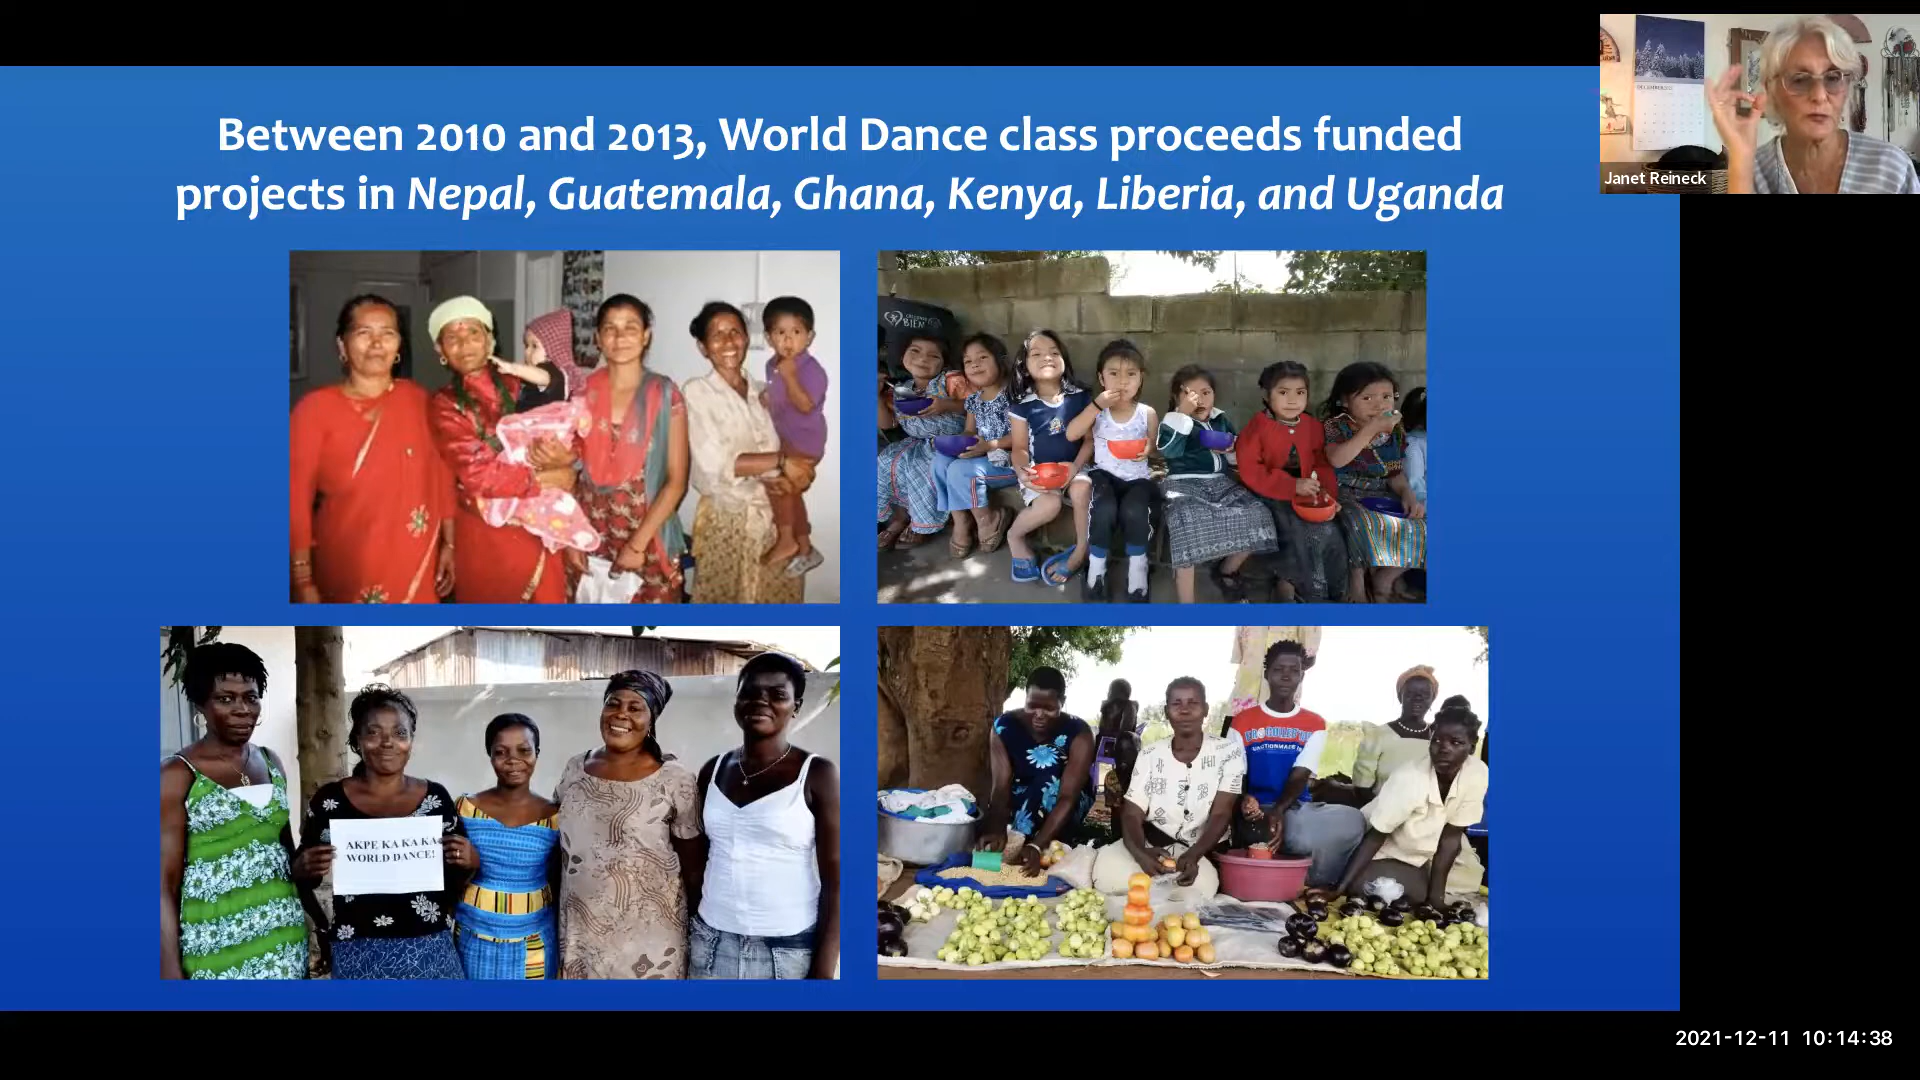 Between 2010 and 2013, World Dance class proceeds funded
projects in Nepal, Guatemala, Ghana, Kenya, Liberia, and Uganda
Janet Reineck
BIEN
AKPE KA KA KA
WORLD DANCE!
2021-12-11 10:14:38